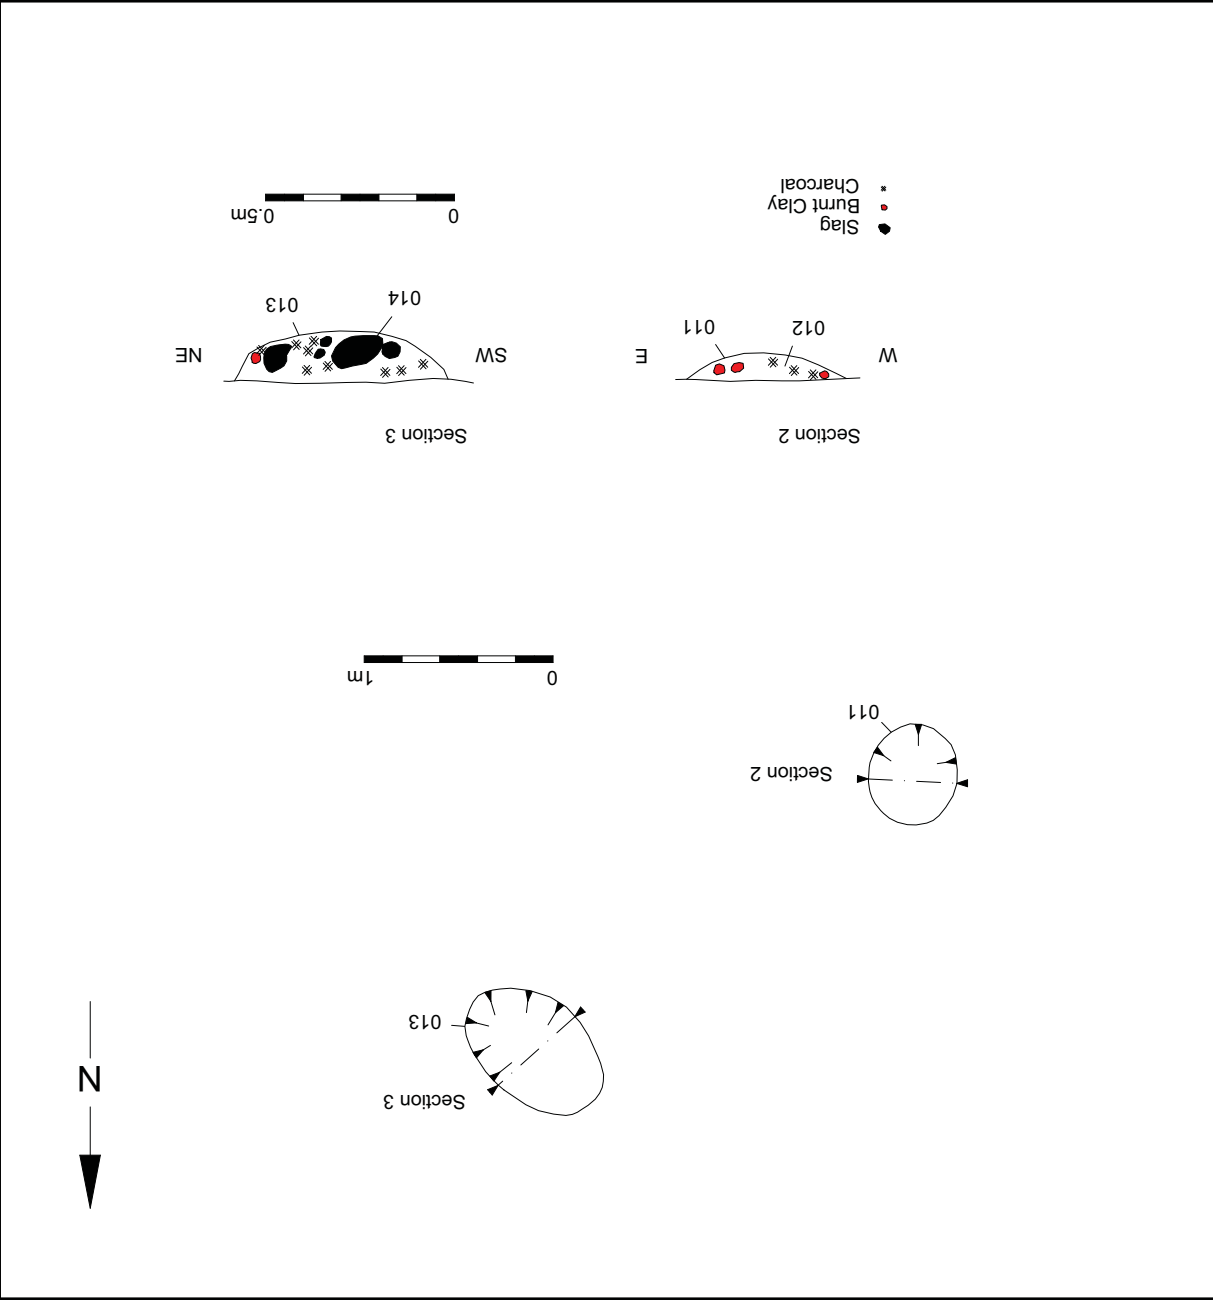 Section 3
N
013
Section 2
011
0 1m
Section 2
Section 3
W E
SW NE
012 011
014 013
Slag
Burnt Clay
Charcoal
0 0.5m